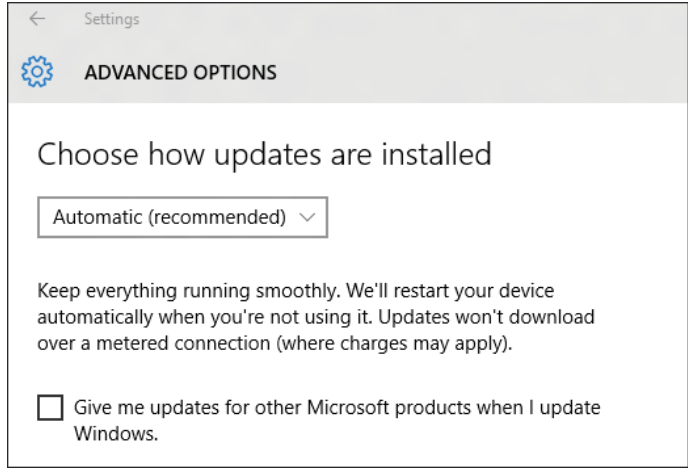 Settings
ADVANCED OPTIONS
Choose how updates are installed
Automatic (recommended)
Keep everything running smoothly. We'll restart your device
automatically when you're not using it. Updates won't download
over a metered connection (where charges may apply).
Give me updates for other Microsoft products when I update
Windows.